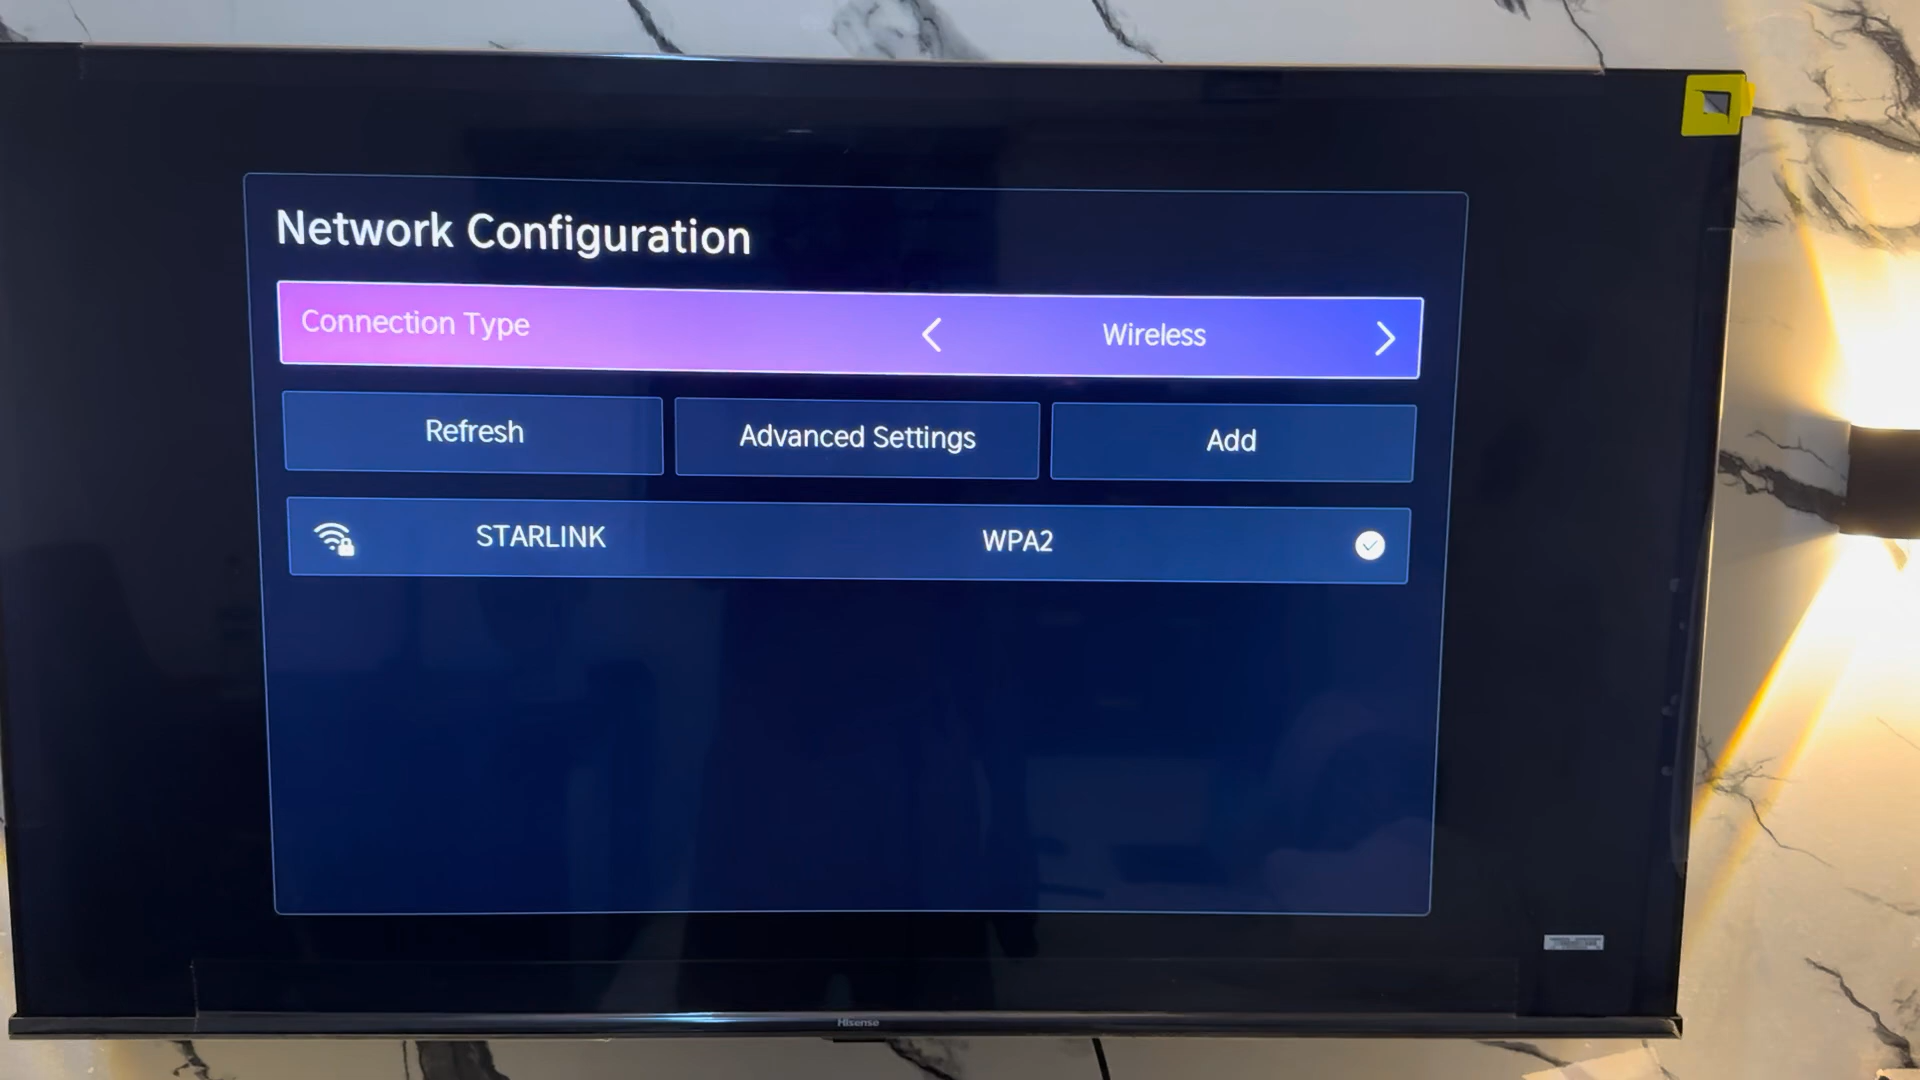 Network Configuration
Connection Type Wireless
Refresh Advanced Settings Add
STARLINK WPA2
Hisense